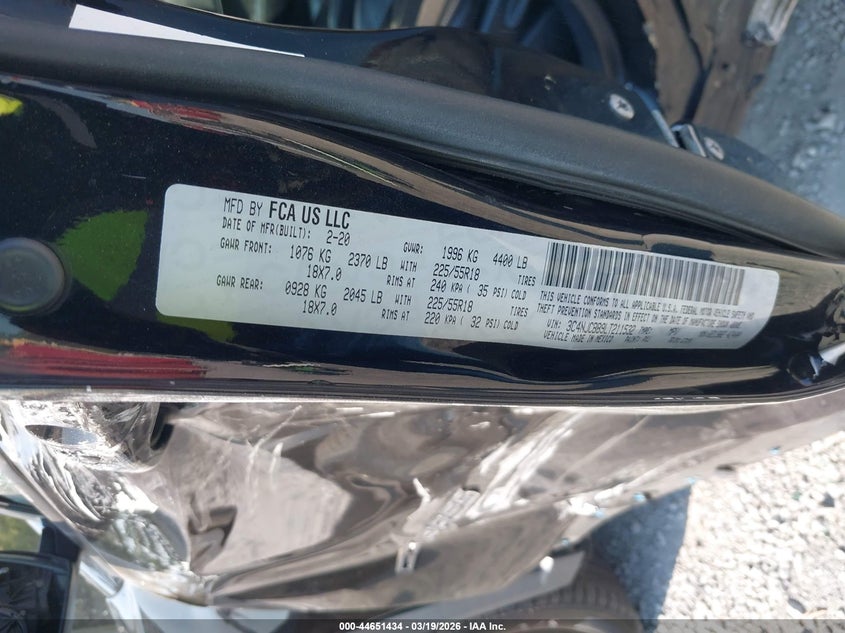 MFD BY FCA US LLC
DATE OF MFR(BUILT): 2-20 GVWR: 1996 KG 4400 LB
GAWR FRONT: 1076 KG 2370 LB WITH 225/55R18 TIRES
18X7.0 RIMS AT 240 KPA ( 35 PSI) COLD
GAWR REAR: 0928 KG 2045 LB WITH 225/55R18 TIRES
18X7.0 RIMS AT 220 KPA ( 32 PSI) COLD
THIS VEHICLE CONFORMS TO ALL APPLICABLE U.S.A. FEDERAL MOTOR VEHICLE SAFETY AND
THEFT PREVENTION STANDARDS IN EFFECT ON THE DATE OF MANUFACTURE SHOWN ABOVE.
VIN: TYPE: MPV
VEHICLE MADE IN MEXICO PAINT:
000-44651434 - 03/19/2026 - IAA Inc.